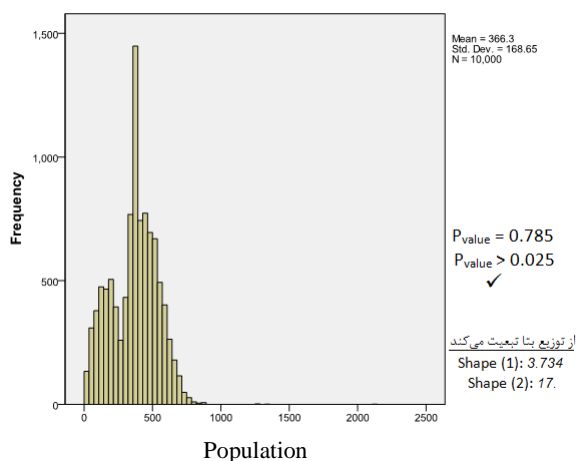 Mean = 366.3
Std. Dev. = 168.65
N = 10,000
Frequency
1,500
1,000
500
0
0 500 1000 1500 2000 2500
Population
Pvalue = 0.785
Pvalue > 0.025
✓
از توزیع بتا تبعیت می‌کند
Shape (1): 3.734
Shape (2): 17.